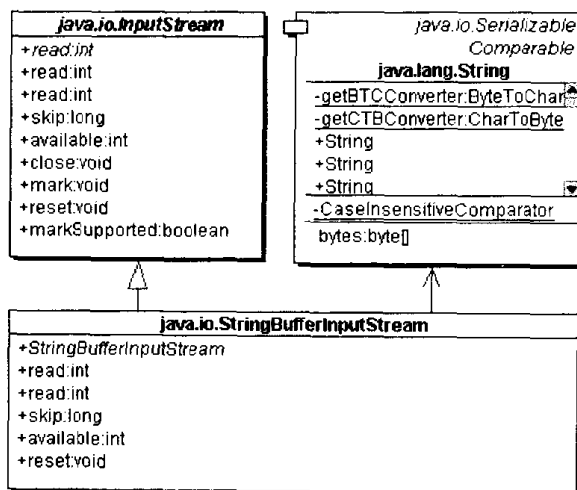 java.io.InputStream
+read:int
+read:int
+read:int
+skip:long
+available:int
+close:void
+mark:void
+reset:void
+markSupported:boolean
java.io.Serializable
Comparable
java.lang.String
-getBTCConverter:ByteToChar
-getCTBConverter:CharToByte
+String
+String
+String
-CaseInsensitiveComparator
bytes:byte[]
java.io.StringBufferInputStream
+StringBufferInputStream
+read:int
+read:int
+skip:long
+available:int
+reset:void